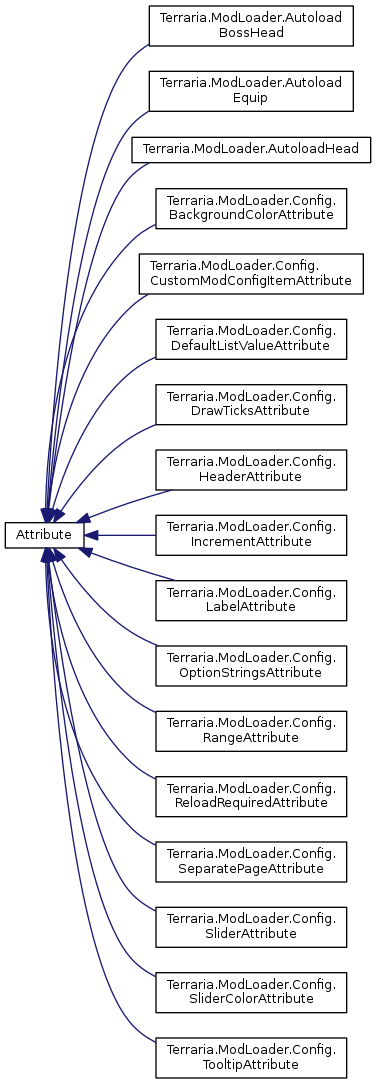 Terraria.ModLoader.Autoload
BossHead
Terraria.ModLoader.Autoload
Equip
Terraria.ModLoader.AutoloadHead
Terraria.ModLoader.Config.
BackgroundColorAttribute
Terraria.ModLoader.Config.
CustomModConfigItemAttribute
Terraria.ModLoader.Config.
DefaultListValueAttribute
Terraria.ModLoader.Config.
DrawTicksAttribute
Terraria.ModLoader.Config.
HeaderAttribute
Attribute
Terraria.ModLoader.Config.
IncrementAttribute
Terraria.ModLoader.Config.
LabelAttribute
Terraria.ModLoader.Config.
OptionStringsAttribute
Terraria.ModLoader.Config.
RangeAttribute
Terraria.ModLoader.Config.
ReloadRequiredAttribute
Terraria.ModLoader.Config.
SeparatePageAttribute
Terraria.ModLoader.Config.
SliderAttribute
Terraria.ModLoader.Config.
SliderColorAttribute
Terraria.ModLoader.Config.
TooltipAttribute